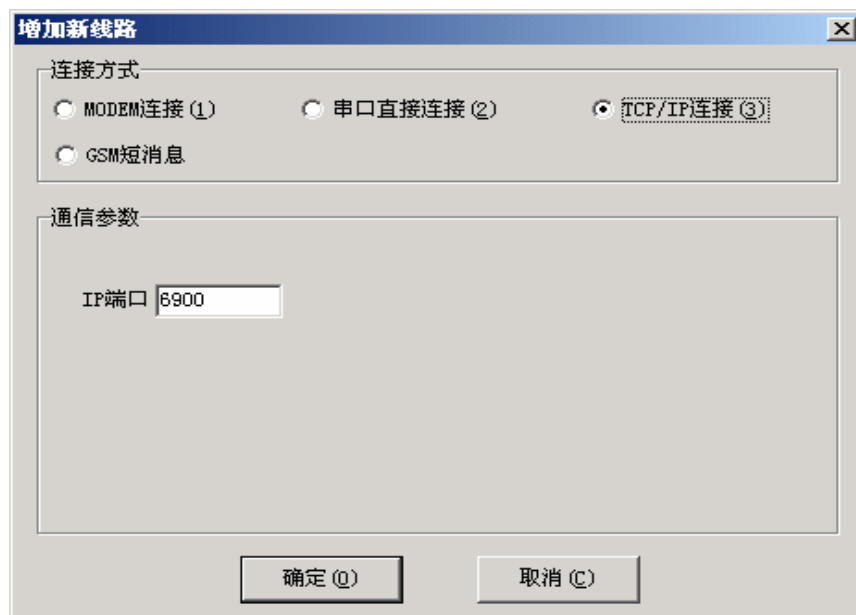 增加新线路
连接方式
MODEM连接(1) 串口直接连接(2) TCP/IP连接(3)
GSM短消息
通信参数
IP端口 6900
确定(O) 取消(C)